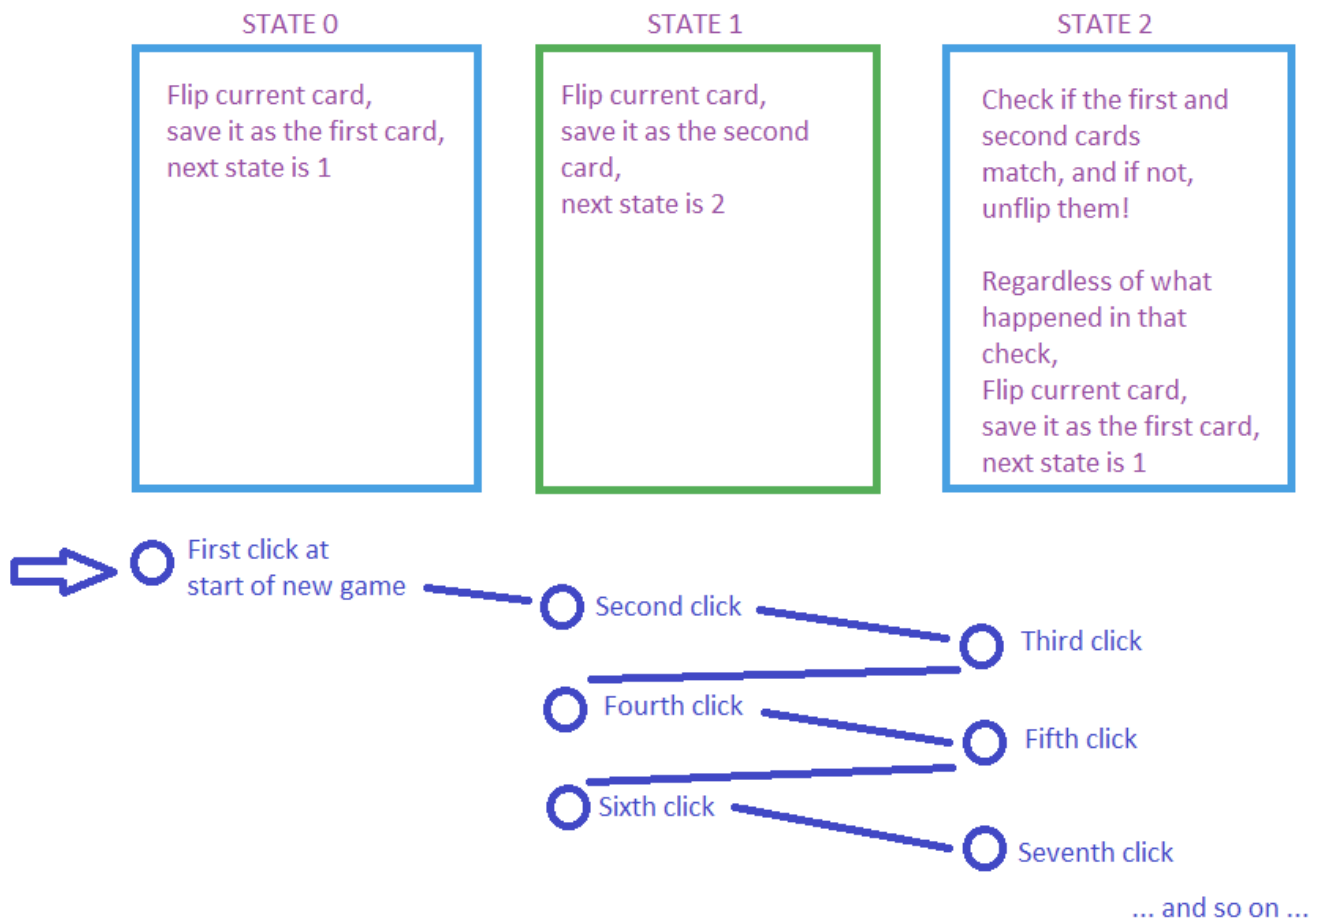 STATE 0
STATE 1
STATE 2
Flip current card,
save it as the first card,
next state is 1
Flip current card,
save it as the second
card,
next state is 2
Check if the first and
second cards
match, and if not,
unflip them!
Regardless of what
happened in that
check,
Flip current card,
save it as the first card,
next state is 1
First click at
start of new game
Second click
Third click
Fourth click
Fifth click
Sixth click
Seventh click
... and so on ...